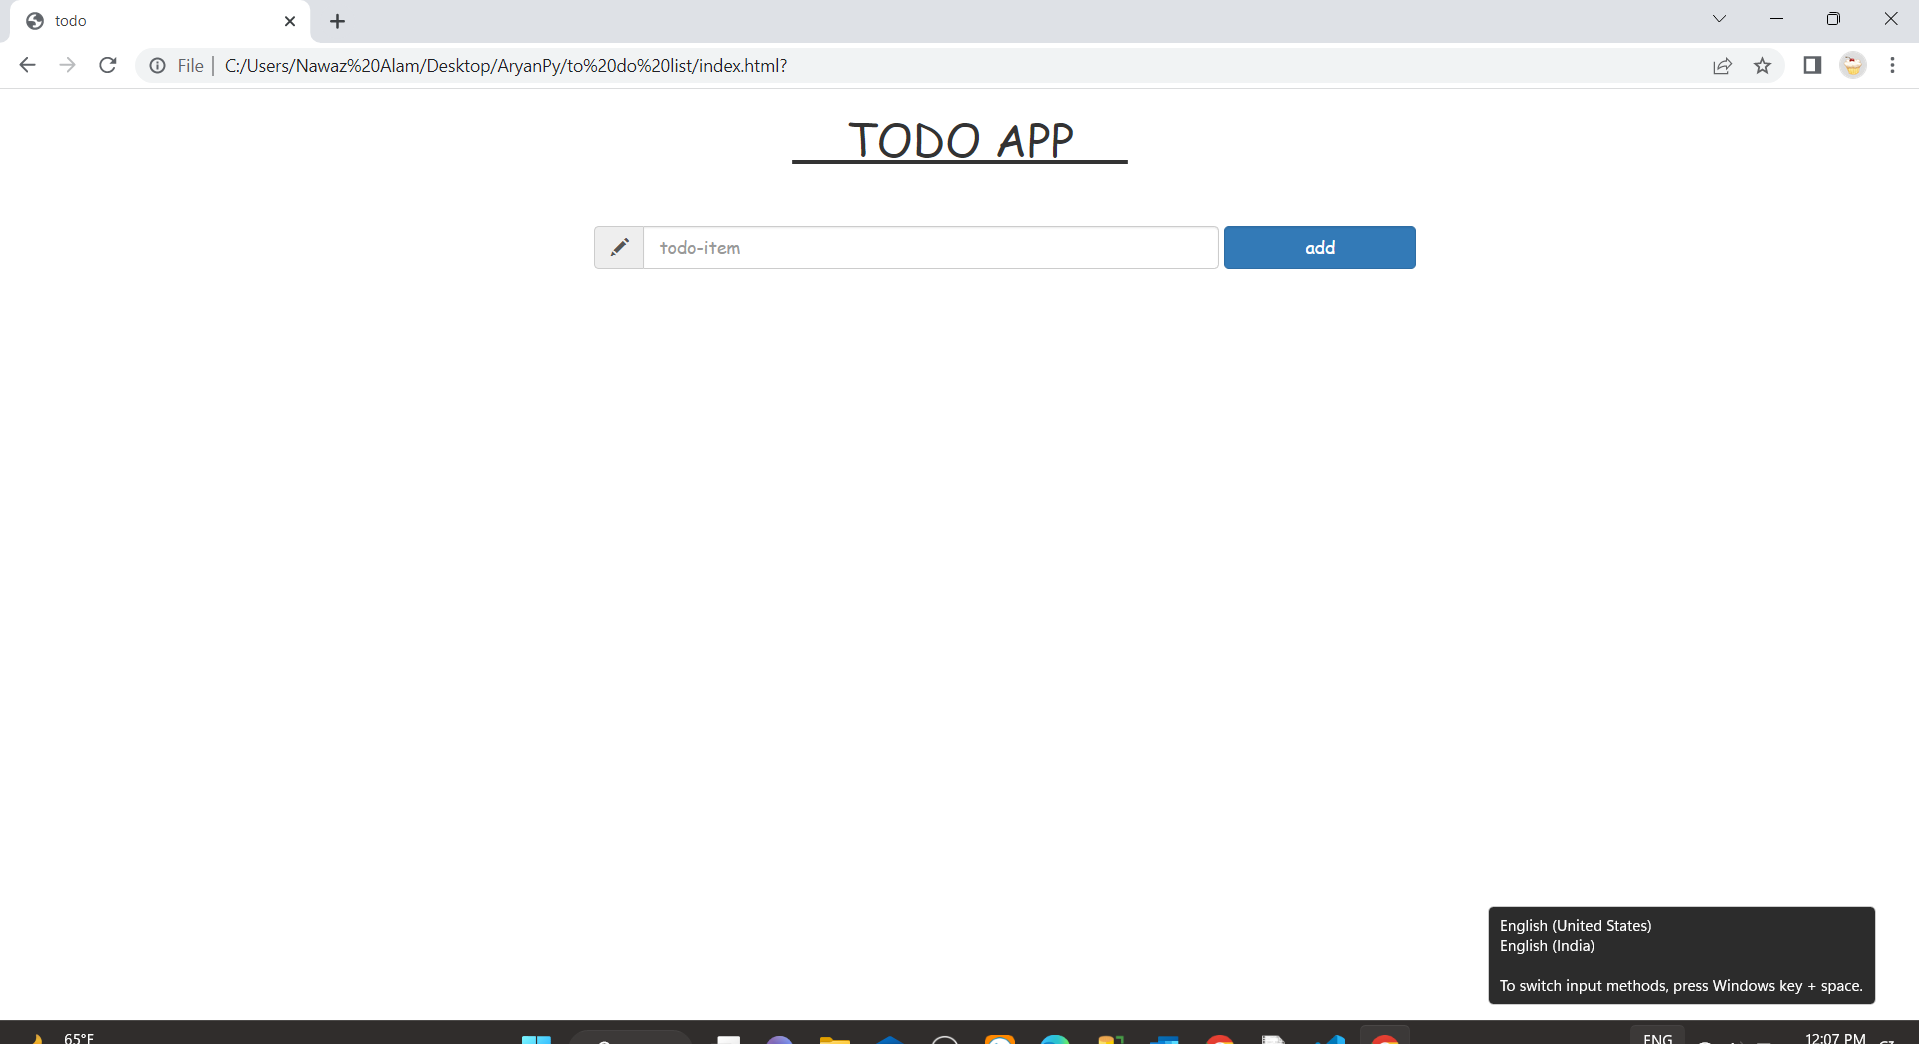 todo
File C:/Users/Nawaz%20Alam/Desktop/AryanPy/to%20do%20list/index.html?
TODO APP
todo-item
add
English (United States)
English (India)
To switch input methods, press Windows key + space.
65°F
ENG
12:07 PM